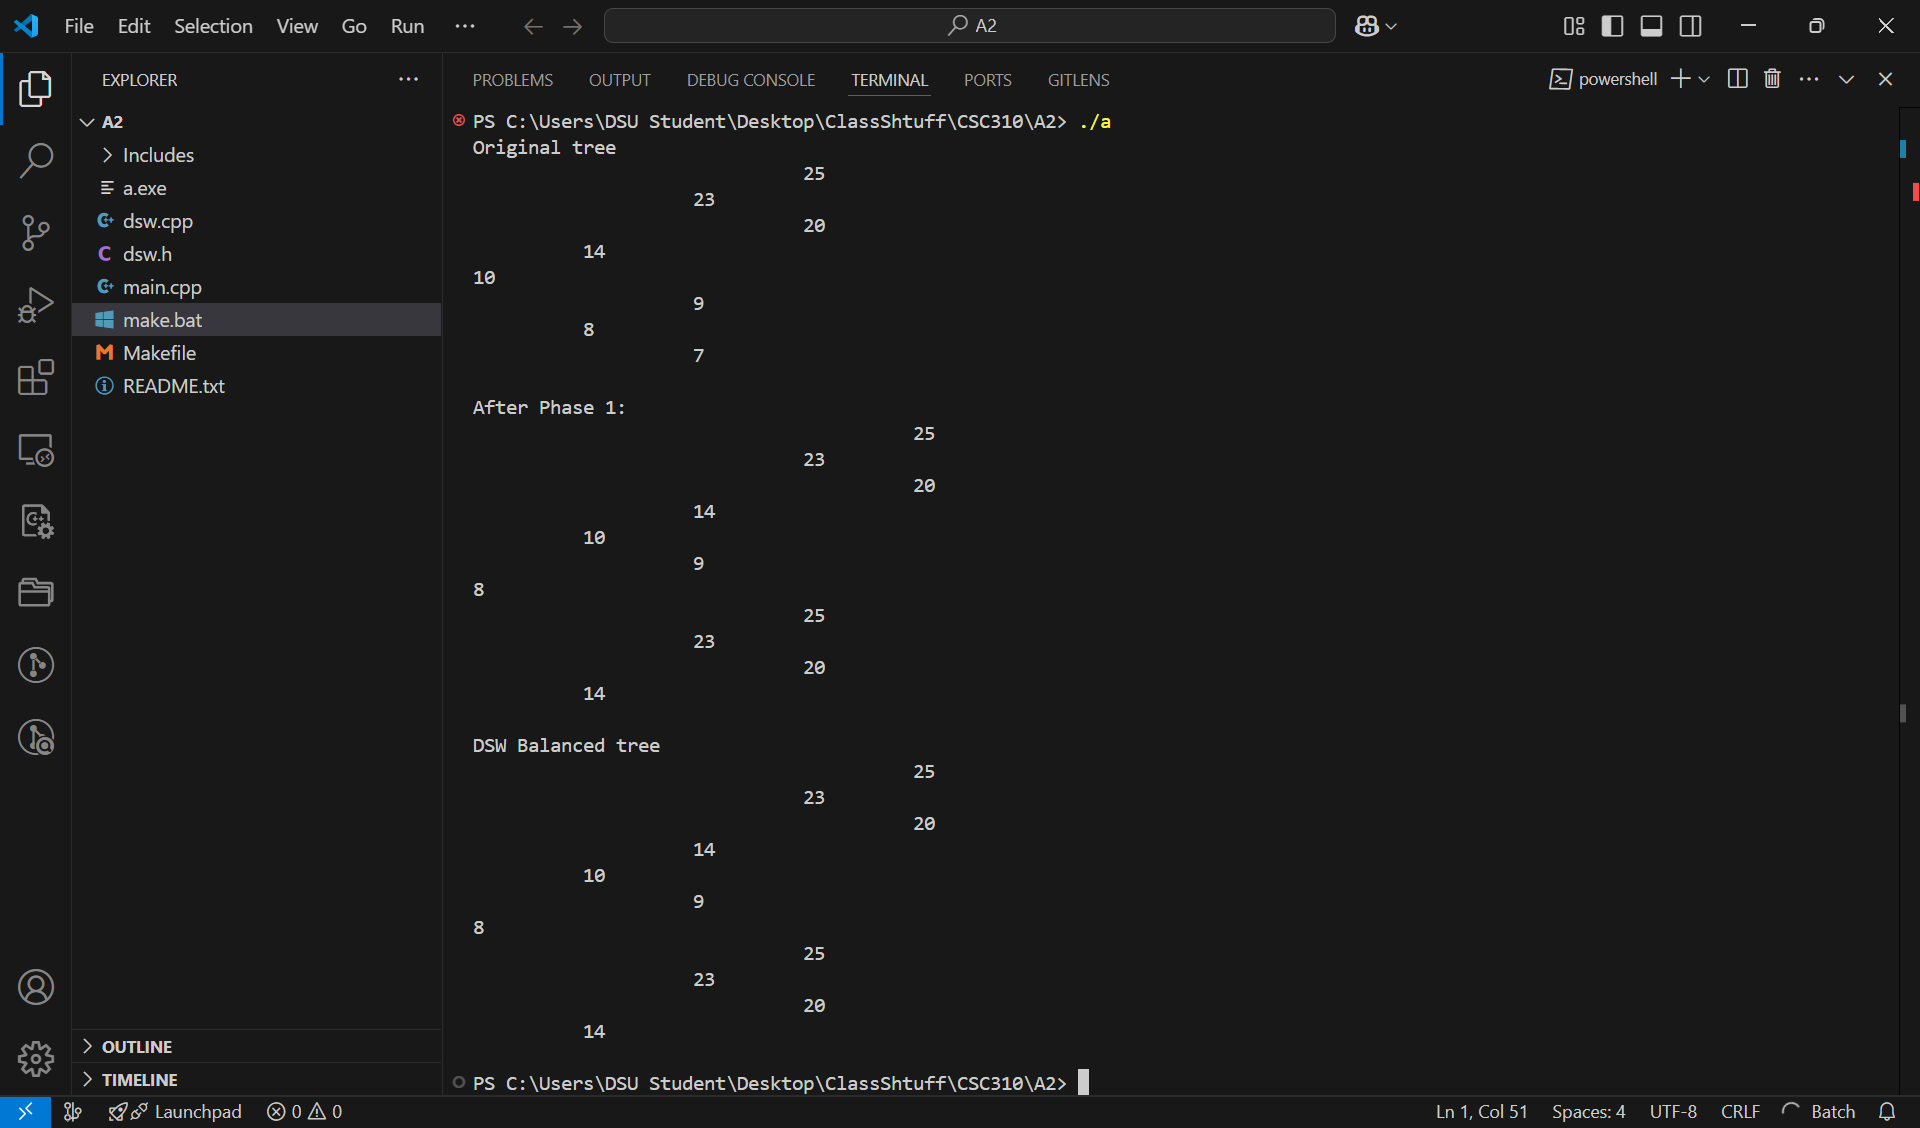 File Edit Selection View Go Run ··· A2
EXPLORER ···
A2
Includes
a.exe
dsw.cpp
dsw.h
main.cpp
make.bat
Makefile
README.txt
OUTLINE
TIMELINE
PROBLEMS OUTPUT DEBUG CONSOLE TERMINAL PORTS GITLENS powershell
PS C:\Users\DSU Student\Desktop\ClassShtuff\CSC310\A2> ./a
Original tree
25
23
20
14
10
9
8
7
After Phase 1:
25
23
20
14
10
9
8
25
23
20
14
DSW Balanced tree
25
23
20
14
10
9
8
25
23
20
14
PS C:\Users\DSU Student\Desktop\ClassShtuff\CSC310\A2>
Launchpad 0 0 Ln 1, Col 51 Spaces: 4 UTF-8 CRLF Batch